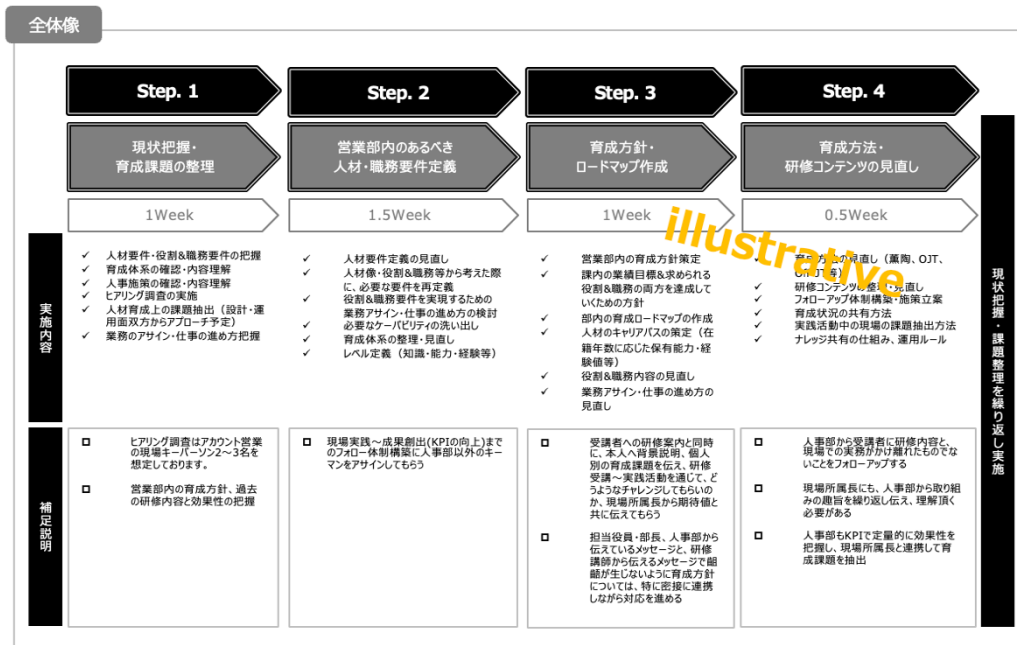 全体像
Step. 1
Step. 2
Step. 3
Step. 4
現状把握・
育成課題の整理
営業部内のあるべき
人材・職務要件定義
育成方針・
ロードマップ作成
育成方法・
研修コンテンツの見直し
1Week
1.5Week
1Week
0.5Week
illustrative
実施内容
✓ 人材要件・役割&職務要件の把握
✓ 育成体系の確認・内容理解
✓ 人事施策の確認・内容理解
✓ ヒアリング調査の実施
✓ 人材育成上の課題抽出（設計・運
用面双方からアプローチ予定）
✓ 業務のアサイン・仕事の進め方把握
✓ 人材要件定義の見直し
✓ 人材像・役割&職務等から考えた際
に、必要な要件を再定義
✓ 役割&職務要件を実現するための
業務アサイン・仕事の進め方の検討
✓ 必要なケーパビリティの洗い出し
✓ 育成体系の整理・見直し
✓ レベル定義（知識・能力・経験等）
✓ 営業部内の育成方針策定
✓ 課内の業績目標&求められる
役割&職務の両方を達成して
いくための方針
✓ 部内の育成ロードマップの作成
✓ 人材のキャリアパスの策定（在
籍年数に応じた保有能力・経
験値等）
✓ 役割&職務内容の見直し
✓ 業務アサイン・仕事の進め方の
見直し
✓ 育成方法の見直し（薫陶、OJT、
Off-JT等）
✓ 研修コンテンツの整理・見直し
✓ フォローアップ体制構築・施策立案
✓ 育成状況の共有方法
✓ 実践活動中の現場の課題抽出方法
✓ ナレッジ共有の仕組み、運用ルール
補足説明
ヒアリング調査はアカウント営業
の現場キーパーソン2～3名を
想定しております。
営業部内の育成方針、過去
の研修内容と効果性の把握
現場実践～成果創出(KPIの向上)まで
のフォロー体制構築に人事部以外のキー
マンをアサインしてもらう
受講者への研修案内と同時
に、本人へ背景説明、個人
別の育成課題を伝え、研修
受講～実践活動を通じて、ど
うようなチャレンジしてもらいの
か、現場所属長から期待値と
共に伝えてもらう
担当役員・部長、人事部から
伝えているメッセージと、研修
講師から伝えるメッセージで齟
齬が生じないように育成方針
については、特に密接に連携
しながら対応を進める
人事部から受講者に研修内容と、
現場での実務がかけ離れたものでな
いことをフォローアップする
現場所属長にも、人事部から取り組
みの趣旨を繰り返し伝え、理解頂く
必要がある
人事部もKPIで定量的に効果性を
把握し、現場所属長と連携して育
成課題を抽出
現状把握・課題整理を繰り返し実施